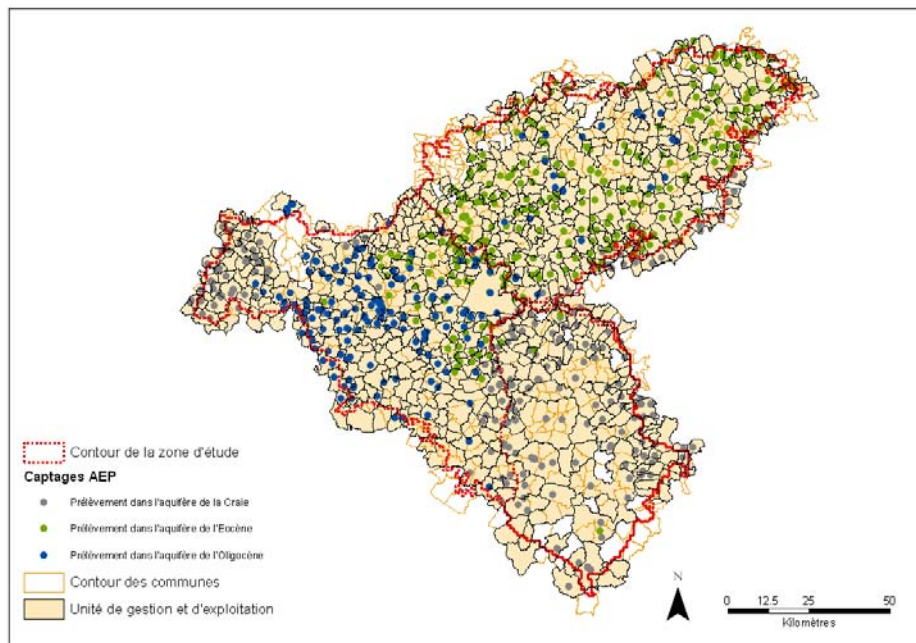 Contour de la zone d'étude
Captages AEP
Prélèvement dans l'aquifère de la Craie
Prélèvement dans l'aquifère de l'Eocène
Prélèvement dans l'aquifère de l'Oligocène
Contour des communes
Unité de gestion et d'exploitation
N
0 12.5 25 50
Kilomètres